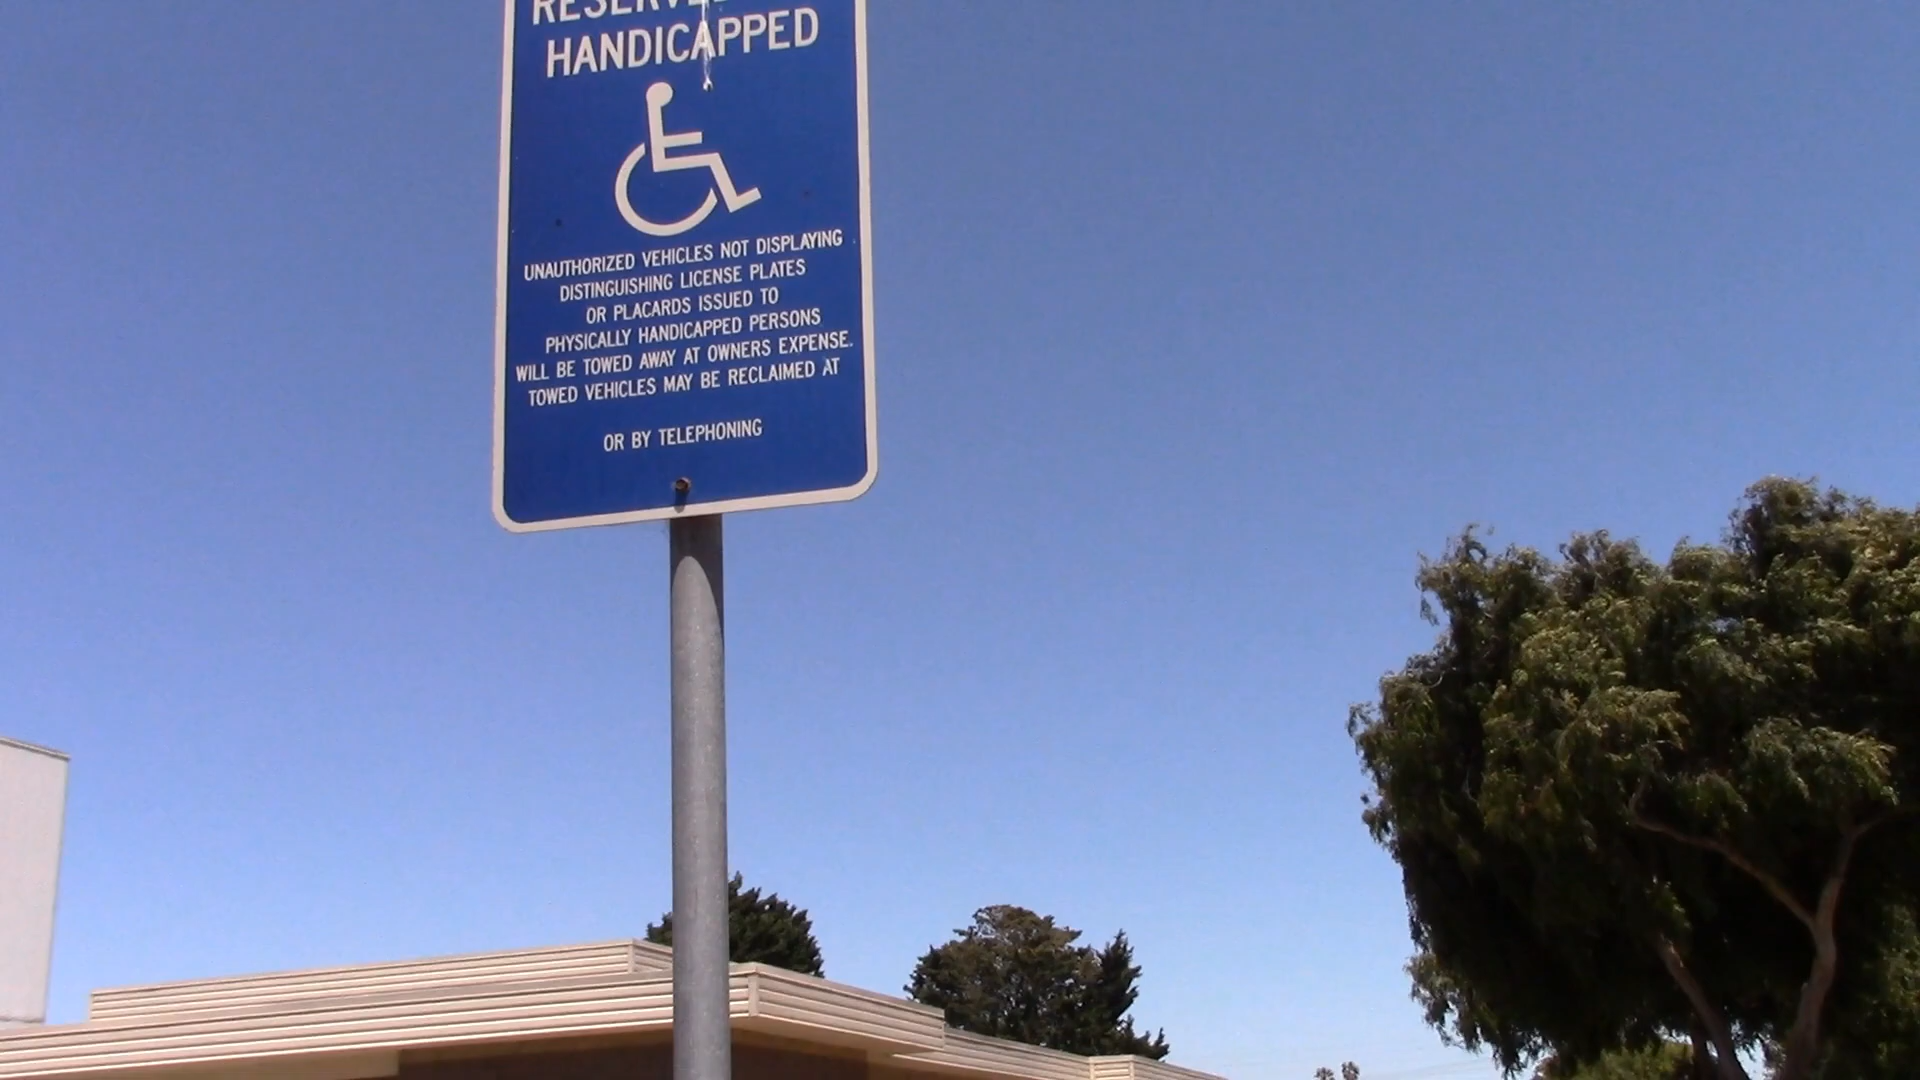 RESERVED
HANDICAPPED
UNAUTHORIZED VEHICLES NOT DISPLAYING
DISTINGUISHING LICENSE PLATES
OR PLACARDS ISSUED TO
PHYSICALLY HANDICAPPED PERSONS
WILL BE TOWED AWAY AT OWNERS EXPENSE.
TOWED VEHICLES MAY BE RECLAIMED AT
OR BY TELEPHONING